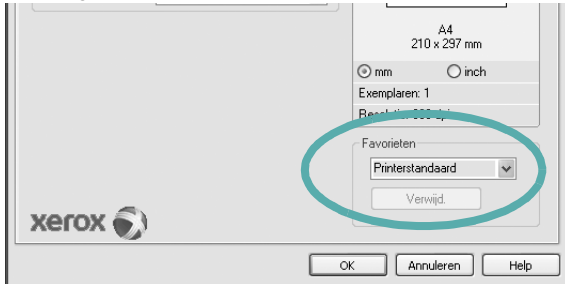 A4
210 x 297 mm
mm
inch
Exemplaren: 1
Favorieten
Printerstandaard
Verwijd.
xerox
OK
Annuleren
Help